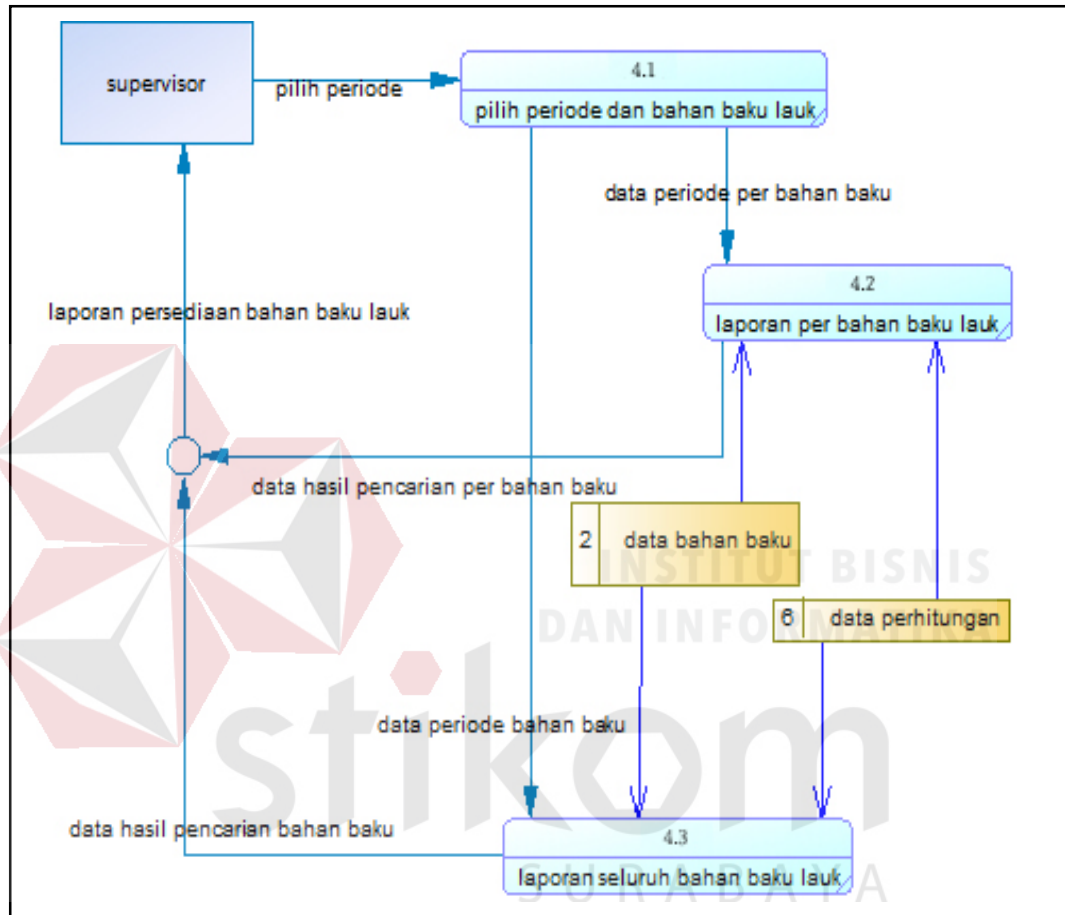 supervisor
pilih periode
4.1
pilih periode dan bahan baku lauk
data periode per bahan baku
4.2
laporan per bahan baku lauk
laporan persediaan bahan baku lauk
data hasil pencarian per bahan baku
2 data bahan baku
INSTITUT BISNIS
DAN INFORMATIKA
6 data perhitungan
stikom
data periode bahan baku
data hasil pencarian bahan baku
4.3
laporan seluruh bahan baku lauk
SURABAYA